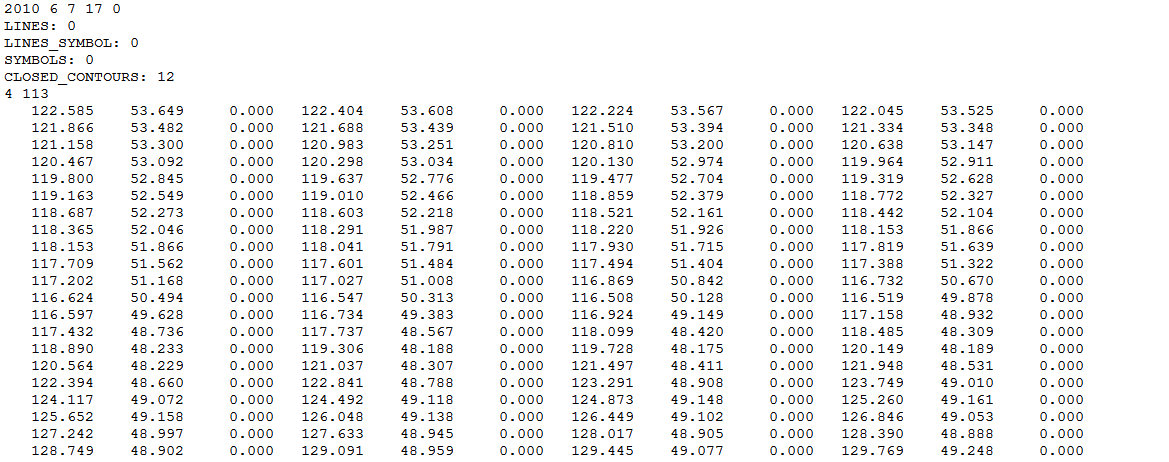 2010 6 7 17 0
LINES: 0
LINES_SYMBOL: 0
SYMBOLS: 0
CLOSED_CONTOURS: 12
4 113
122.585 53.649 0.000 122.404 53.608 0.000 122.224 53.567 0.000 122.045 53.525 0.000
121.866 53.482 0.000 121.688 53.439 0.000 121.510 53.394 0.000 121.334 53.348 0.000
121.158 53.300 0.000 120.983 53.251 0.000 120.810 53.200 0.000 120.638 53.147 0.000
120.467 53.092 0.000 120.298 53.034 0.000 120.130 52.974 0.000 119.964 52.911 0.000
119.800 52.845 0.000 119.637 52.776 0.000 119.477 52.704 0.000 119.319 52.628 0.000
119.163 52.549 0.000 119.010 52.466 0.000 118.859 52.379 0.000 118.772 52.327 0.000
118.687 52.273 0.000 118.603 52.218 0.000 118.521 52.161 0.000 118.442 52.104 0.000
118.365 52.046 0.000 118.291 51.987 0.000 118.220 51.926 0.000 118.153 51.866 0.000
118.153 51.866 0.000 118.041 51.791 0.000 117.930 51.715 0.000 117.819 51.639 0.000
117.709 51.562 0.000 117.601 51.484 0.000 117.494 51.404 0.000 117.388 51.322 0.000
117.202 51.168 0.000 117.027 51.008 0.000 116.869 50.842 0.000 116.732 50.670 0.000
116.624 50.494 0.000 116.547 50.313 0.000 116.508 50.128 0.000 116.519 49.878 0.000
116.597 49.628 0.000 116.734 49.383 0.000 116.924 49.149 0.000 117.158 48.932 0.000
117.432 48.736 0.000 117.737 48.567 0.000 118.099 48.420 0.000 118.485 48.309 0.000
118.890 48.233 0.000 119.306 48.188 0.000 119.728 48.175 0.000 120.149 48.189 0.000
120.564 48.229 0.000 121.037 48.307 0.000 121.497 48.411 0.000 121.948 48.531 0.000
122.394 48.660 0.000 122.841 48.788 0.000 123.291 48.908 0.000 123.749 49.010 0.000
124.117 49.072 0.000 124.492 49.118 0.000 124.873 49.148 0.000 125.260 49.161 0.000
125.652 49.158 0.000 126.048 49.138 0.000 126.449 49.102 0.000 126.846 49.053 0.000
127.242 48.997 0.000 127.633 48.945 0.000 128.017 48.905 0.000 128.390 48.888 0.000
128.749 48.902 0.000 129.091 48.959 0.000 129.445 49.077 0.000 129.769 49.248 0.000